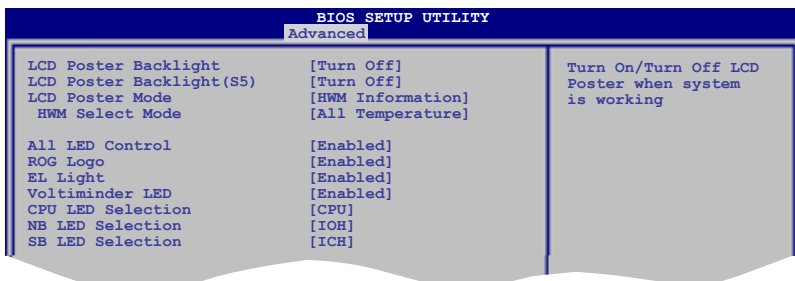 BIOS SETUP UTILITY
Advanced
LCD Poster Backlight [Turn Off]
LCD Poster Backlight(S5) [Turn Off]
LCD Poster Mode [HWM Information]
HWM Select Mode [All Temperature]
All LED Control [Enabled]
ROG Logo [Enabled]
EL Light [Enabled]
Voltiminder LED [Enabled]
CPU LED Selection [CPU]
NB LED Selection [IOH]
SB LED Selection [ICH]
Turn On/Turn Off LCD
Poster when system
is working